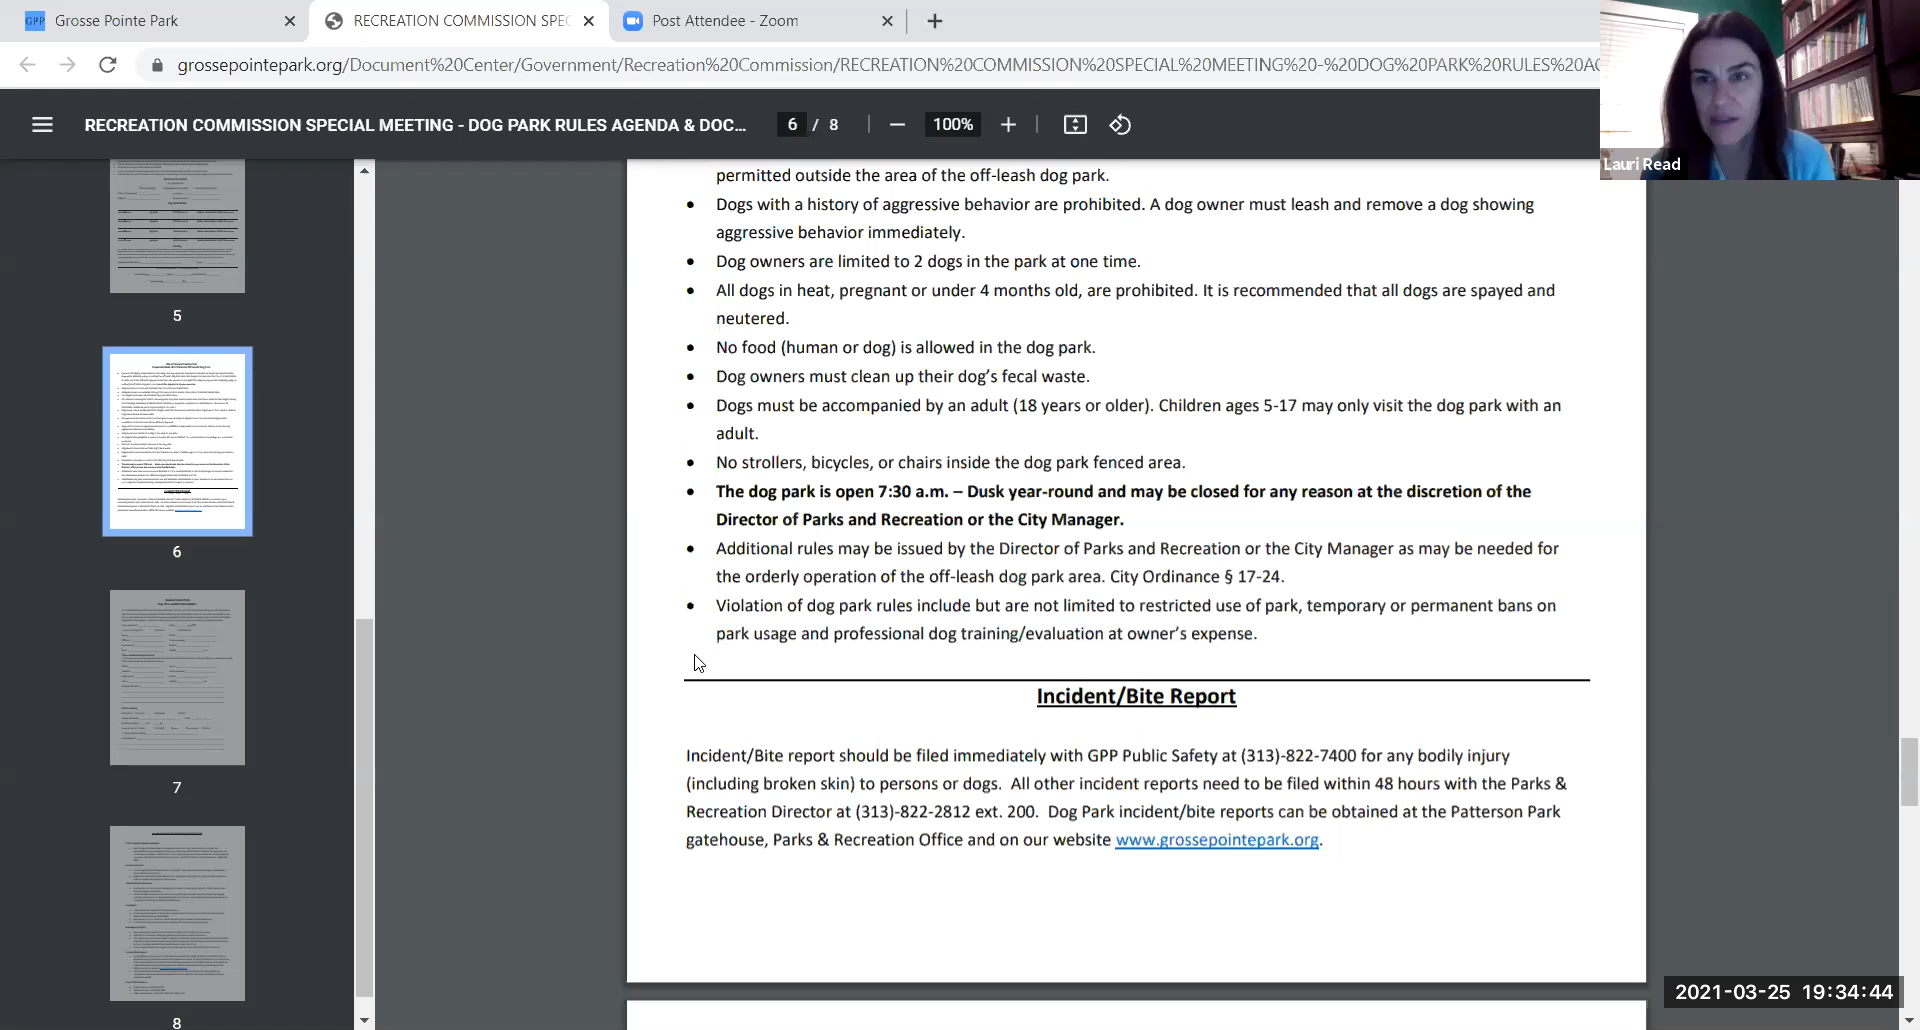 Grosse Pointe Park
RECREATION COMMISSION SPEC
Post Attendee - Zoom
grossepointepark.org/Document%20Center/Government/Recreation%20Commission/RECREATION%20COMMISSION%20SPECIAL%20MEETING%20-%20DOG%20PARK%20RULES%20AG
RECREATION COMMISSION SPECIAL MEETING - DOG PARK RULES AGENDA & DOC...
6 / 8
100%
Lauri Read
5
6
7
8
permitted outside the area of the off-leash dog park.
• Dogs with a history of aggressive behavior are prohibited. A dog owner must leash and remove a dog showing
aggressive behavior immediately.
• Dog owners are limited to 2 dogs in the park at one time.
• All dogs in heat, pregnant or under 4 months old, are prohibited. It is recommended that all dogs are spayed and
neutered.
• No food (human or dog) is allowed in the dog park.
• Dog owners must clean up their dog's fecal waste.
• Dogs must be accompanied by an adult (18 years or older). Children ages 5-17 may only visit the dog park with an
adult.
• No strollers, bicycles, or chairs inside the dog park fenced area.
• The dog park is open 7:30 a.m. – Dusk year-round and may be closed for any reason at the discretion of the
Director of Parks and Recreation or the City Manager.
• Additional rules may be issued by the Director of Parks and Recreation or the City Manager as may be needed for
the orderly operation of the off-leash dog park area. City Ordinance § 17-24.
• Violation of dog park rules include but are not limited to restricted use of park, temporary or permanent bans on
park usage and professional dog training/evaluation at owner's expense.
Incident/Bite Report
Incident/Bite report should be filed immediately with GPP Public Safety at (313)-822-7400 for any bodily injury
(including broken skin) to persons or dogs. All other incident reports need to be filed within 48 hours with the Parks &
Recreation Director at (313)-822-2812 ext. 200. Dog Park incident/bite reports can be obtained at the Patterson Park
gatehouse, Parks & Recreation Office and on our website www.grossepointepark.org.
2021-03-25 19:34:44